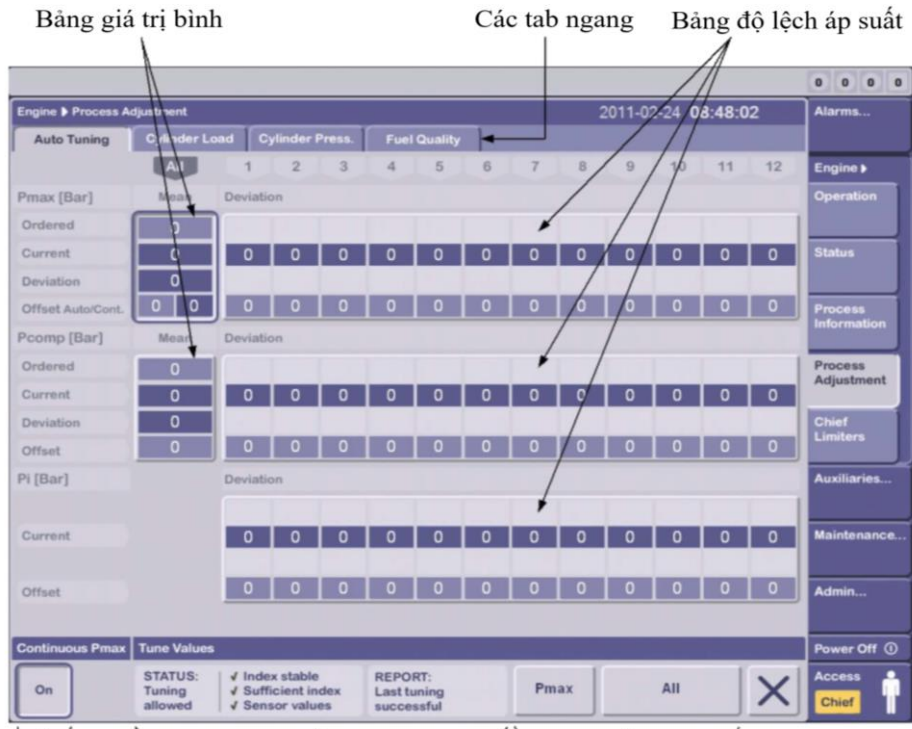 Bảng giá trị bình Các tab ngang Bảng độ lệch áp suất
0 0 0 0
Engine Process Adjustment 2011-02-24 08:48:02 Alarms...
Auto Tuning Cylinder Load Cylinder Press. Fuel Quality
All 1 2 3 4 5 6 7 8 9 10 11 12 Engine
Pmax [Bar] Mean Deviation Operation
Ordered 0
Current 0 0 0 0 0 0 0 0 0 0 0 0 0 Status
Deviation 0
Offset Auto/Cont. 0 0 0 0 0 0 0 0 0 0 0 0 0 0 Process
Information
Pcomp [Bar] Mean Deviation
Ordered 0 Process
Adjustment
Current 0 0 0 0 0 0 0 0 0 0 0 0 0
Deviation 0 Chief
Limiters
Offset 0 0 0 0 0 0 0 0 0 0 0 0 0
Pi [Bar] Deviation Auxiliaries...
Current 0 0 0 0 0 0 0 0 0 0 0 0 Maintenance...
Offset 0 0 0 0 0 0 0 0 0 0 0 0 Admin...
Continuous Pmax Tune Values Power Off
On
STATUS:
Tuning
allowed
√ Index stable
√ Sufficient index
√ Sensor values
REPORT:
Last tuning
successful
Pmax All
Access
Chief